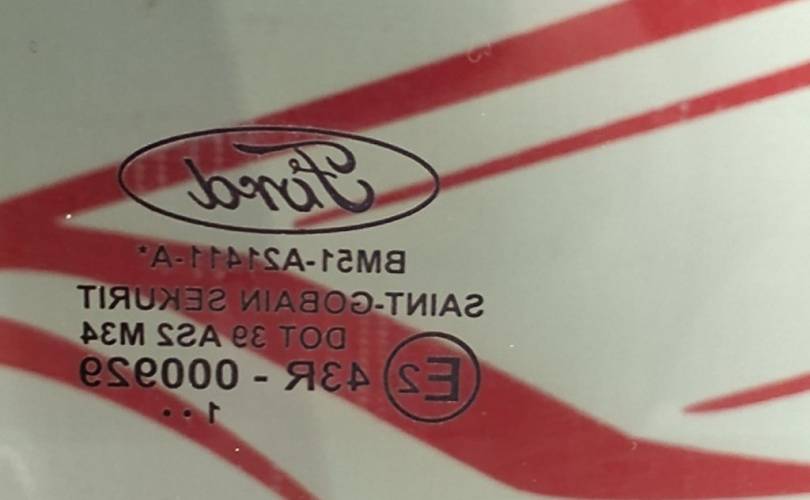 Ford
BM51-A21411-A*
SAINT-GOBAIN SEKURIT
DOT 39 AS2 M34
E2 43R - 000929
1 . .